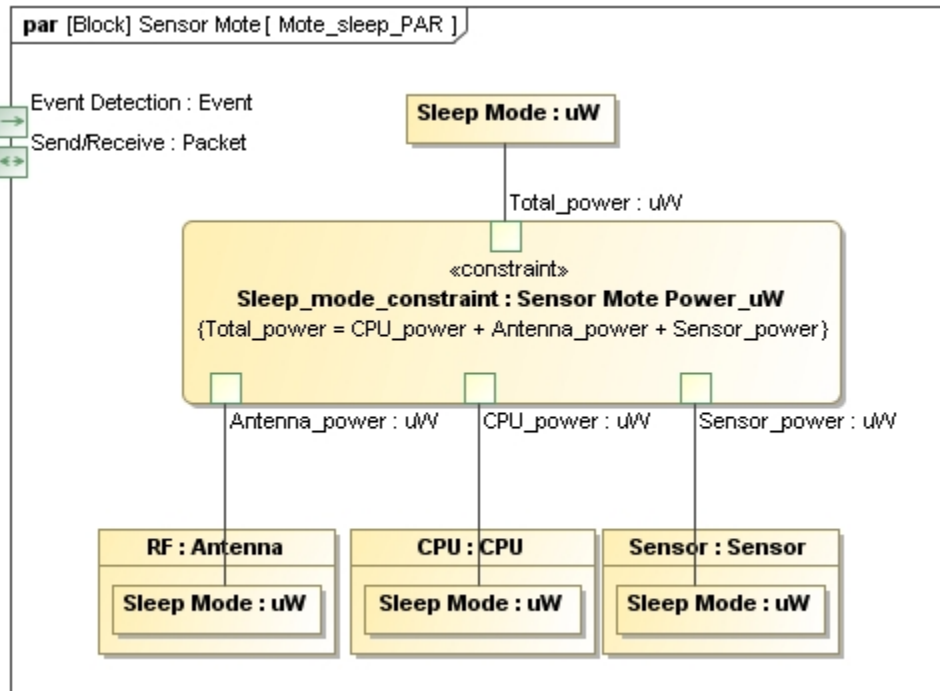 par [Block] Sensor Mote [ Mote_sleep_PAR ]
Event Detection : Event
Send/Receive : Packet
Sleep Mode : uW
Total_power : uW
«constraint»
Sleep_mode_constraint : Sensor Mote Power_uW
{Total_power = CPU_power + Antenna_power + Sensor_power}
Antenna_power : uW
CPU_power : uW
Sensor_power : uW
RF : Antenna
CPU : CPU
Sensor : Sensor
Sleep Mode : uW
Sleep Mode : uW
Sleep Mode : uW